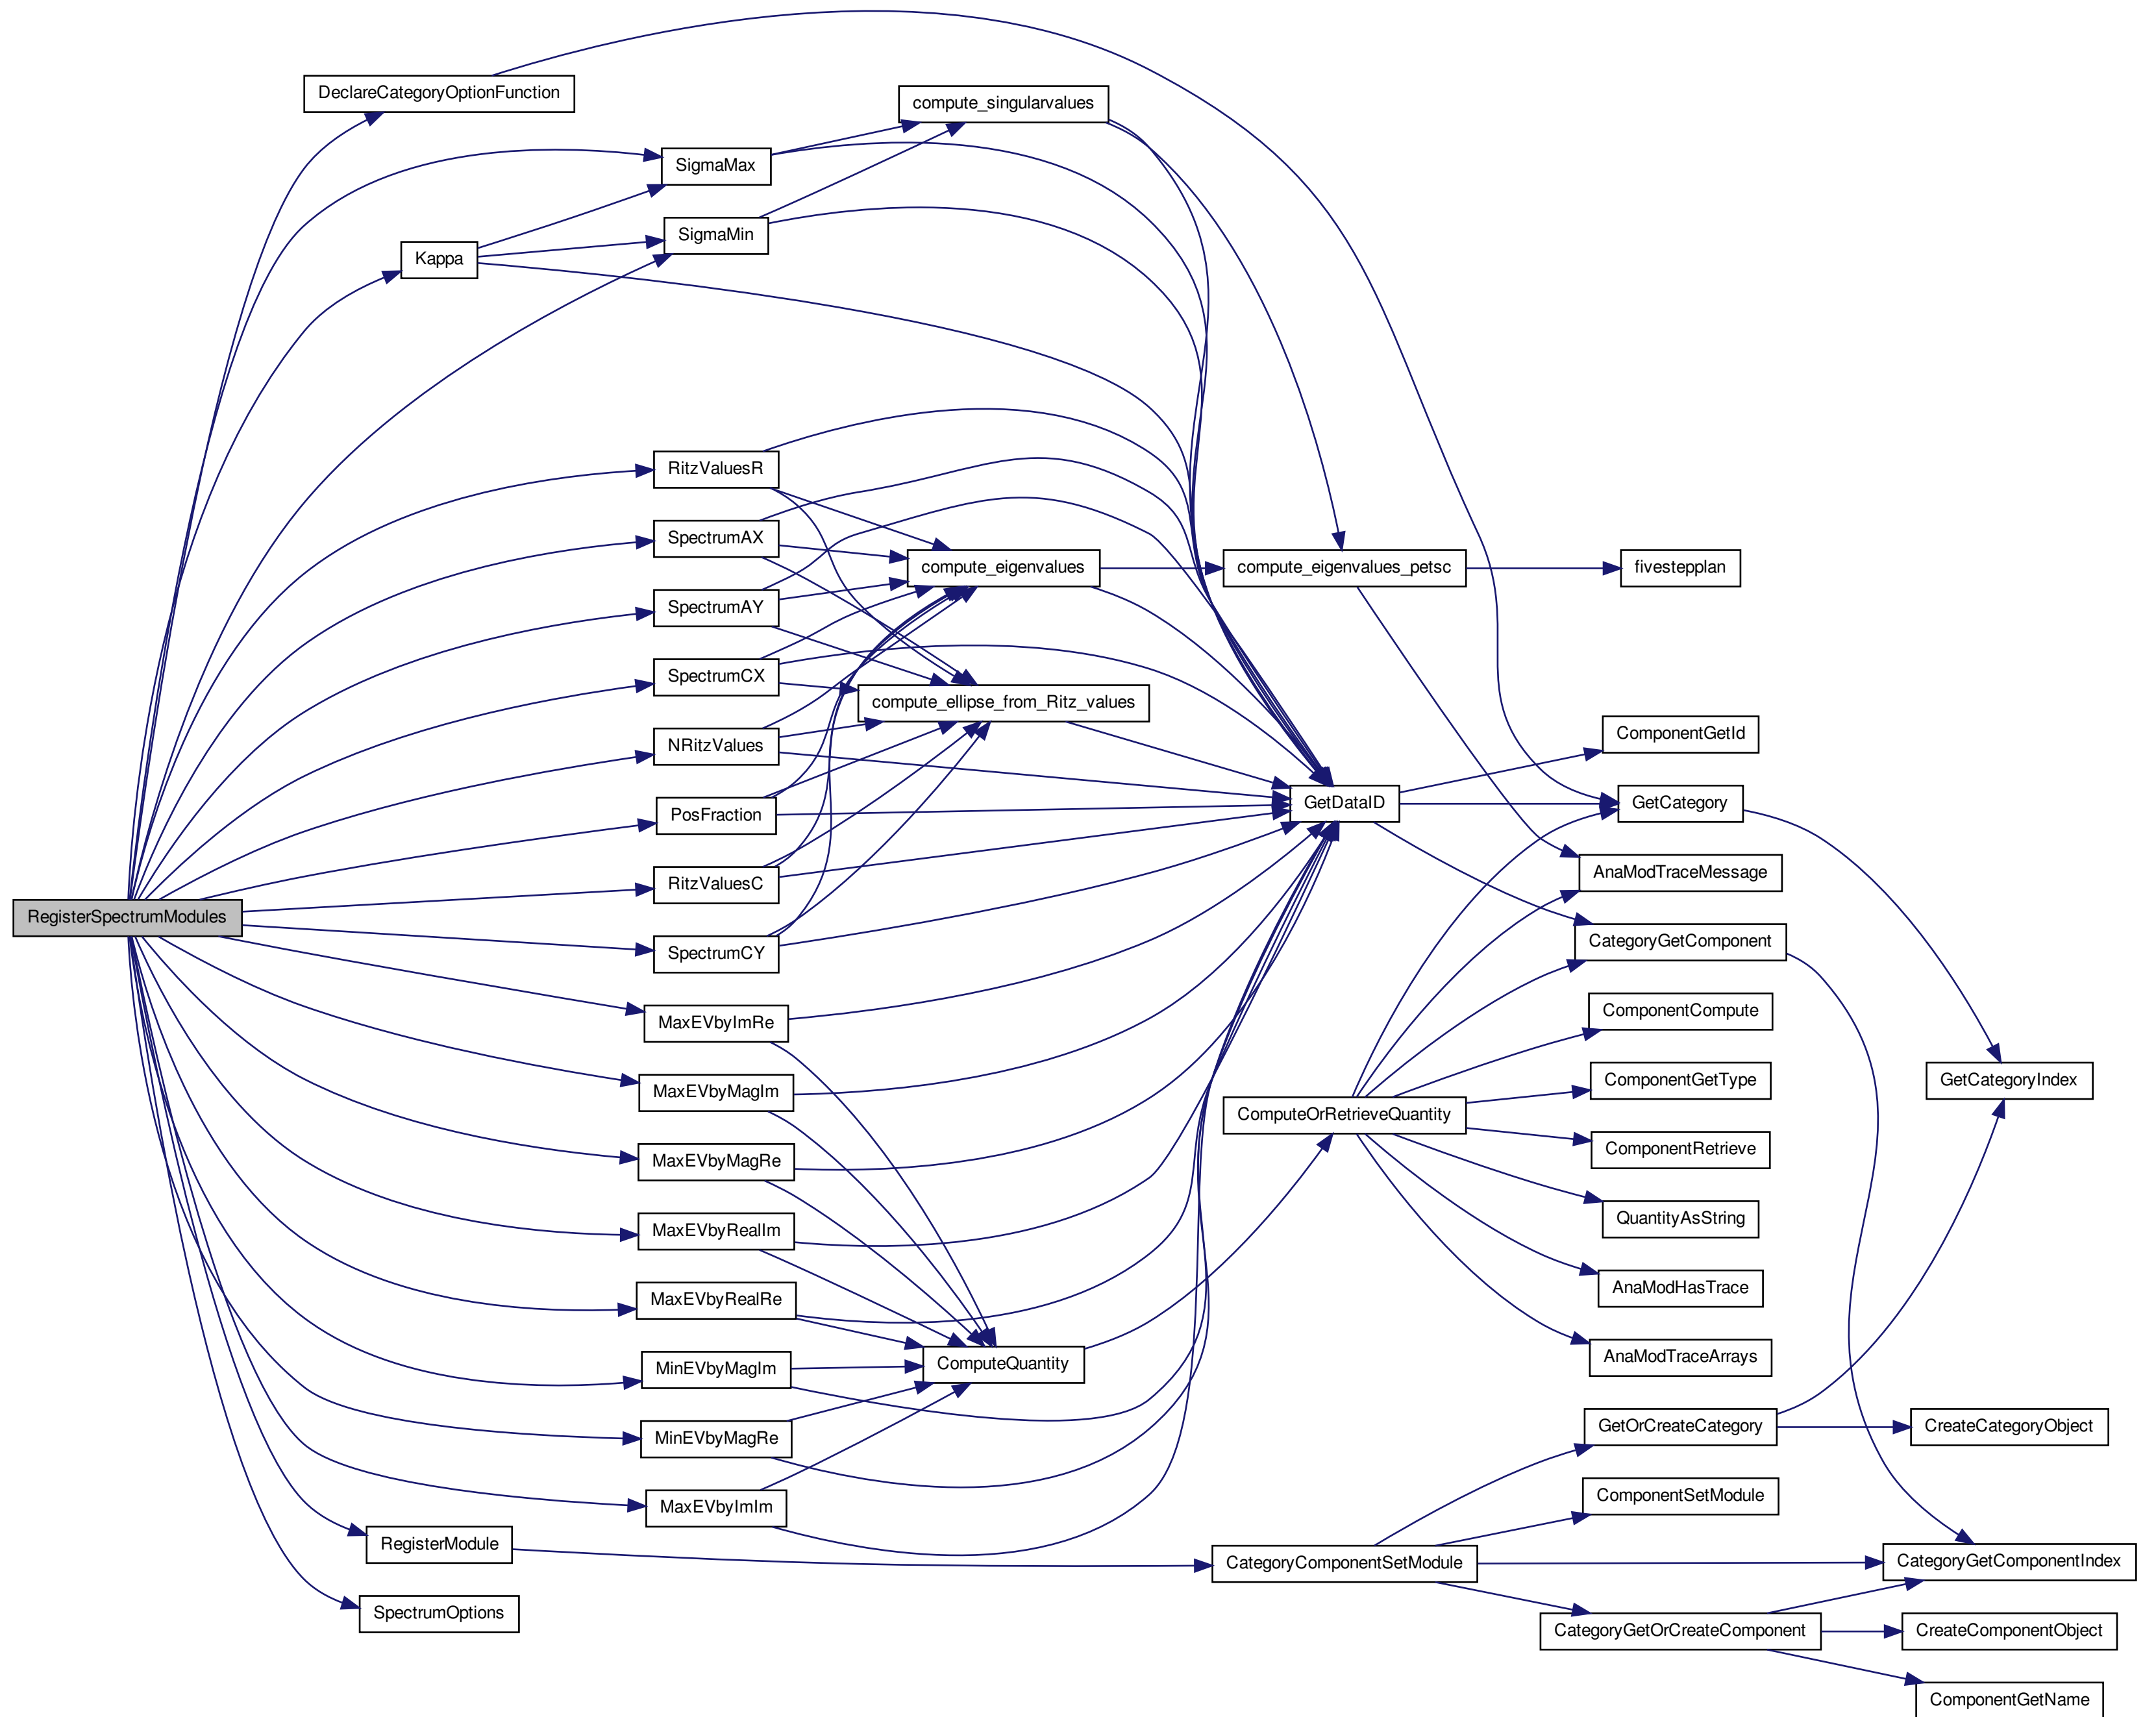 DeclareCategoryOptionFunction
compute_singularvalues
SigmaMax
SigmaMin
Kappa
RitzValuesR
SpectrumAX
compute_eigenvalues
compute_eigenvalues_petsc
fivestepplan
SpectrumAY
SpectrumCX
compute_ellipse_from_Ritz_values
ComponentGetId
NRitzValues
GetDataID
GetCategory
PosFraction
AnaModTraceMessage
RitzValuesC
RegisterSpectrumModules
CategoryGetComponent
SpectrumCY
ComponentCompute
MaxEVbyImRe
ComponentGetType
GetCategoryIndex
MaxEVbyMagIm
ComputeOrRetrieveQuantity
ComponentRetrieve
MaxEVbyMagRe
QuantityAsString
MaxEVbyRealIm
AnaModHasTrace
MaxEVbyRealRe
AnaModTraceArrays
ComputeQuantity
MinEVbyMagIm
GetOrCreateCategory
CreateCategoryObject
MinEVbyMagRe
ComponentSetModule
MaxEVbyImIm
RegisterModule
CategoryComponentSetModule
CategoryGetComponentIndex
SpectrumOptions
CategoryGetOrCreateComponent
CreateComponentObject
ComponentGetName